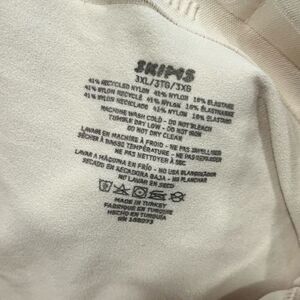 SKIMS
3XL/3TG/3XG
41% RECYCLED NYLON 41% NYLON 18% ELASTANE
41% NYLON RECYCLÉ 41% NYLON 18% ELASTHANNE
41% NYLON RECICLADO 41% NYLON 18% ELASTANO
MACHINE WASH COLD - DO NOT BLEACH
TUMBLE DRY LOW - DO NOT IRON
DO NOT DRY CLEAN
LAVER EN MACHINE À FROID - NE PAS JAVELLISER
SÉCHER À BASSE TEMPÉRATURE - NE PAS REPASSER
NE PAS NETTOYER À SEC
LAVAR A MÁQUINA EN FRÍO - NO USA BLANQUEADOR
SECADO EN SECADORA BAJA - NO PLANCHAR
NO LAVAR EN SECO
MADE IN TURKEY
FABRIQUÉ EN TURQUIE
HECHO EN TURQUÍA